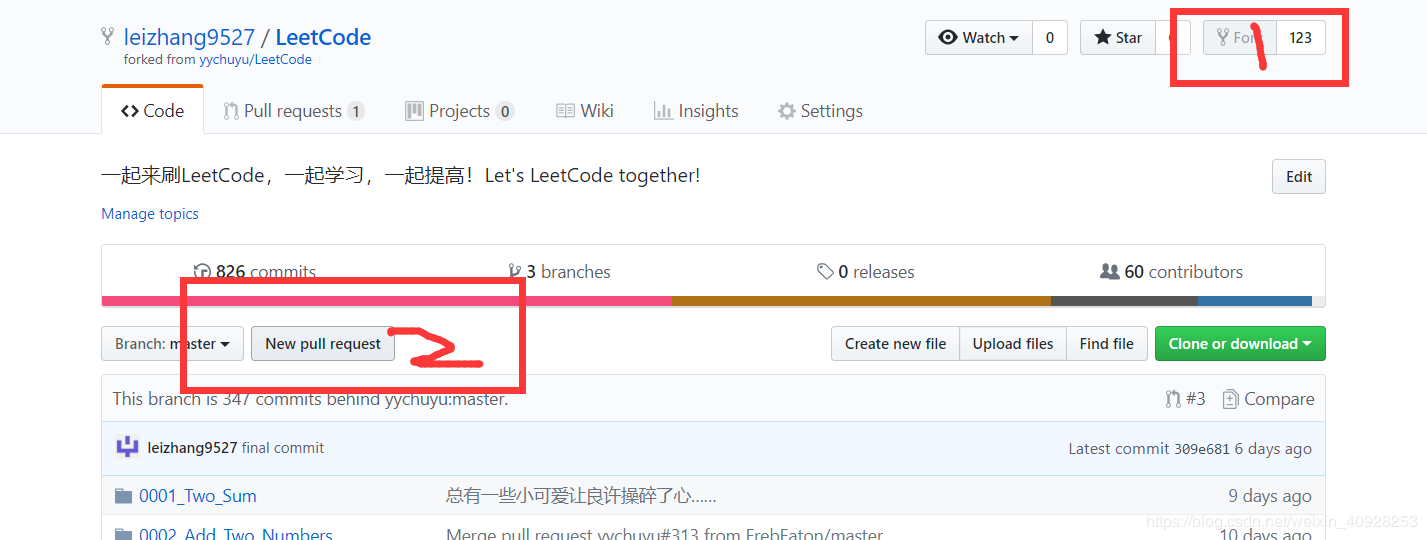 leizhang9527 / LeetCode
Watch 0 Star Fork 123
forked from yychuyu/LeetCode
1
Code Pull requests 1 Projects 0 Wiki Insights Settings
一起来刷LeetCode，一起学习，一起提高！Let's LeetCode together!
Edit
Manage topics
826 commits 3 branches 0 releases 60 contributors
Branch: master New pull request 2 Create new file Upload files Find file Clone or download
This branch is 347 commits behind yychuyu:master. #3 Compare
leizhang9527 final commit Latest commit 309e681 6 days ago
0001_Two_Sum 总有一些小可爱让良许操碎了心…… 9 days ago
0002_Add_Two_Numbers Merge pull request yychuyu#313 from ErebEaton/master 10 days ago
https://blog.csdn.net/weixin_40928253